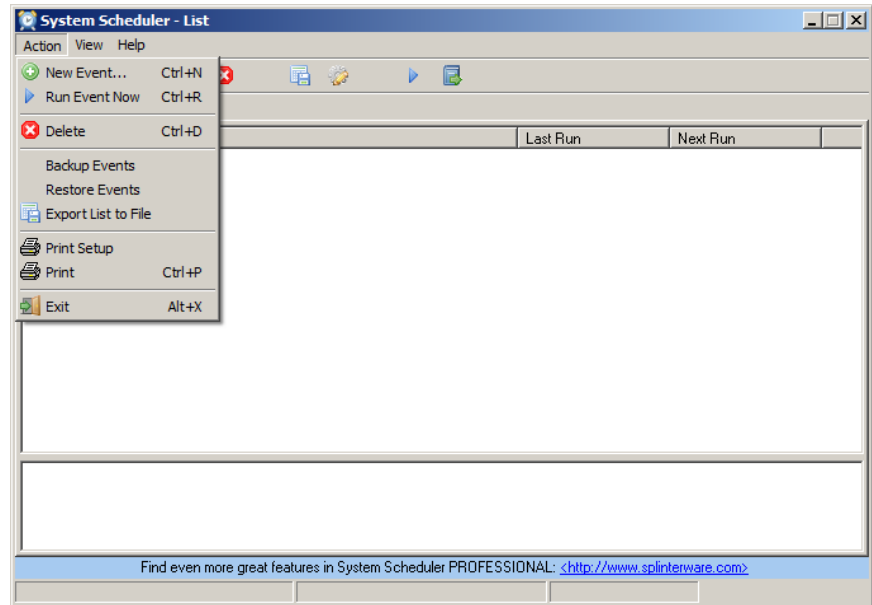 System Scheduler - List
Action View Help
New Event... Ctrl+N
Run Event Now Ctrl+R
Delete Ctrl+D
Last Run Next Run
Backup Events
Restore Events
Export List to File
Print Setup
Print Ctrl+P
Exit Alt+X
Find even more great features in System Scheduler PROFESSIONAL: <http://www.splinterware.com>